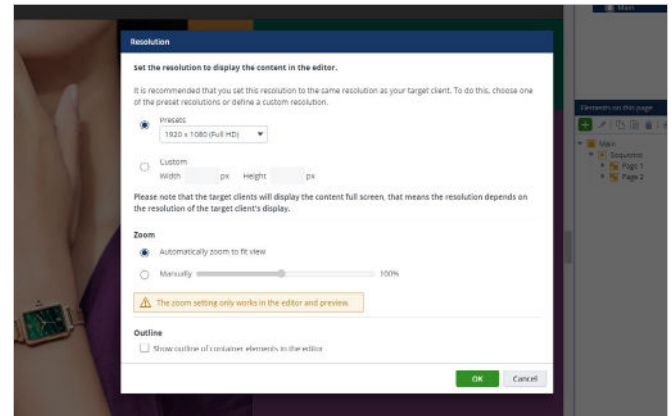 Main
Resolution
Set the resolution to display the content in the editor.
It is recommended that you set this resolution to the same resolution as your target client. To do this, choose one
of the preset resolutions or define a custom resolution.
Presets
1920 x 1080 (Full HD)
Custom
Width px Height px
Please note that the target clients will display the content full screen, that means the resolution depends on
the resolution of the target client's display.
Zoom
Automatically zoom to fit view
Manually 100%
The zoom setting only works in the editor and preview.
Outline
Show outline of container elements in the editor
OK Cancel
Elements on this page
Main
Sequence
Page 1
Page 2